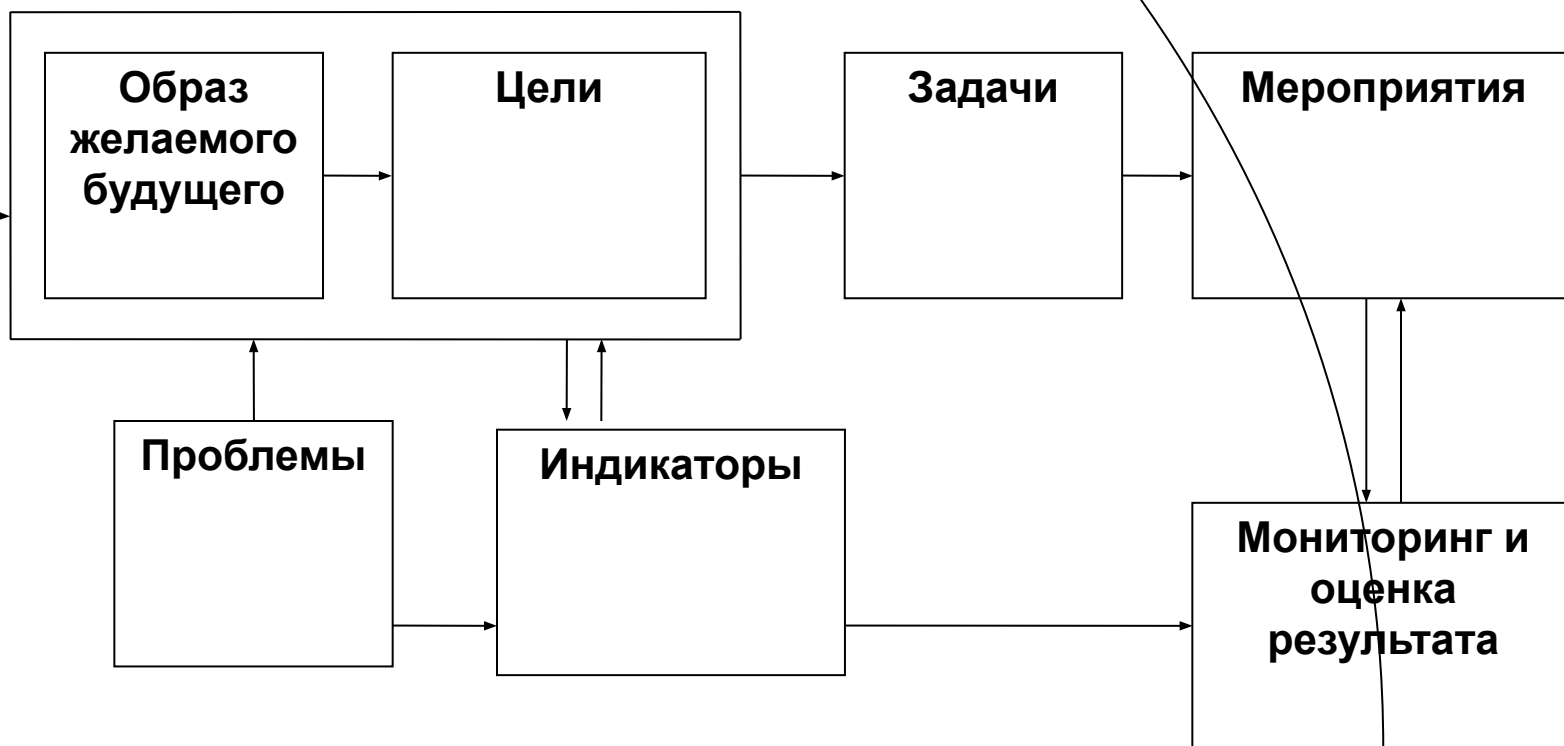 Образ
желаемого
будущего
Цели
Задачи
Мероприятия
Проблемы
Индикаторы
Мониторинг и
оценка
результата